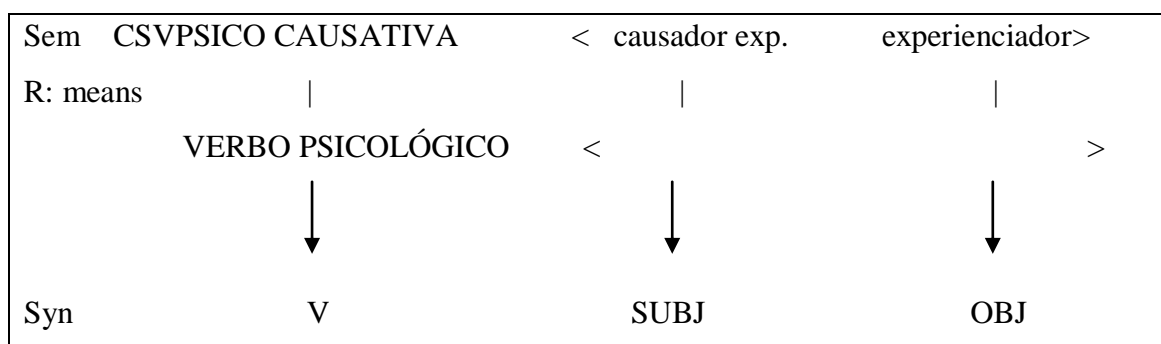 Sem CSVPSICO CAUSATIVA < causador exp. experienciador>
R: means | | |
VERBO PSICOLÓGICO < >
Syn V SUBJ OBJ